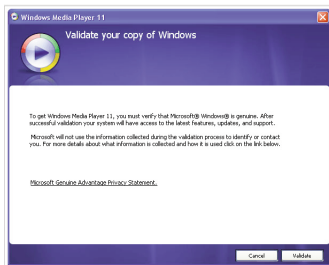 Windows Media Player 11
Validate your copy of Windows
To get Windows Media Player 11, you must verify that Microsoft® Windows® is genuine. After
successful validation your system will have access to the latest features, updates, and support.
Microsoft will not use the information collected during the validation process to identify or contact
you. For more details about what information is collected and how it is used click on the link below.
Microsoft Genuine Advantage Privacy Statement.
Cancel Validate